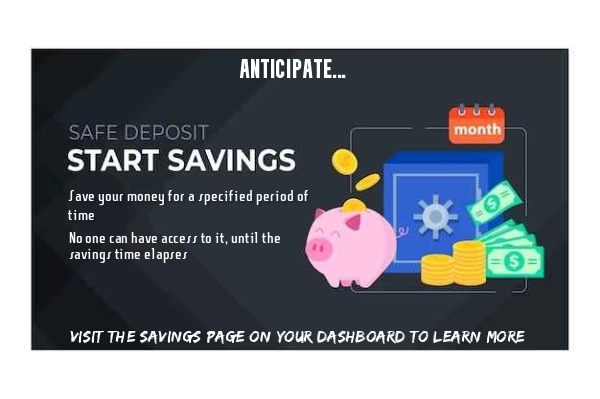 ANTICIPATE...
SAFE DEPOSIT
month
START SAVINGS
Save your money for a specified period of
time
No one can have access to it, until the
savings time elapses
VISIT THE SAVINGS PAGE ON YOUR DASHBOARD TO LEARN MORE